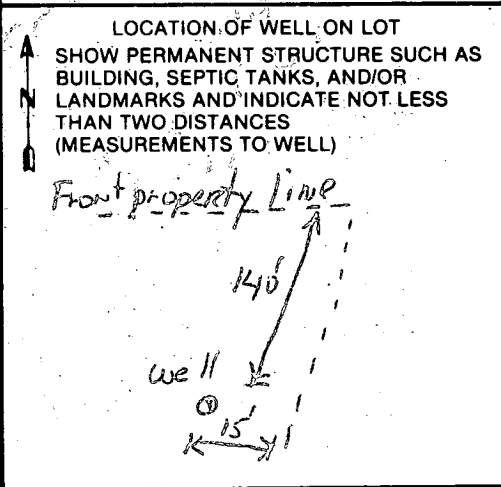 LOCATION OF WELL ON LOT
SHOW PERMANENT STRUCTURE SUCH AS
BUILDING, SEPTIC TANKS, AND/OR
LANDMARKS AND INDICATE NOT LESS
THAN TWO DISTANCES
(MEASUREMENTS TO WELL)
N
Front property Line
140'
well
15'